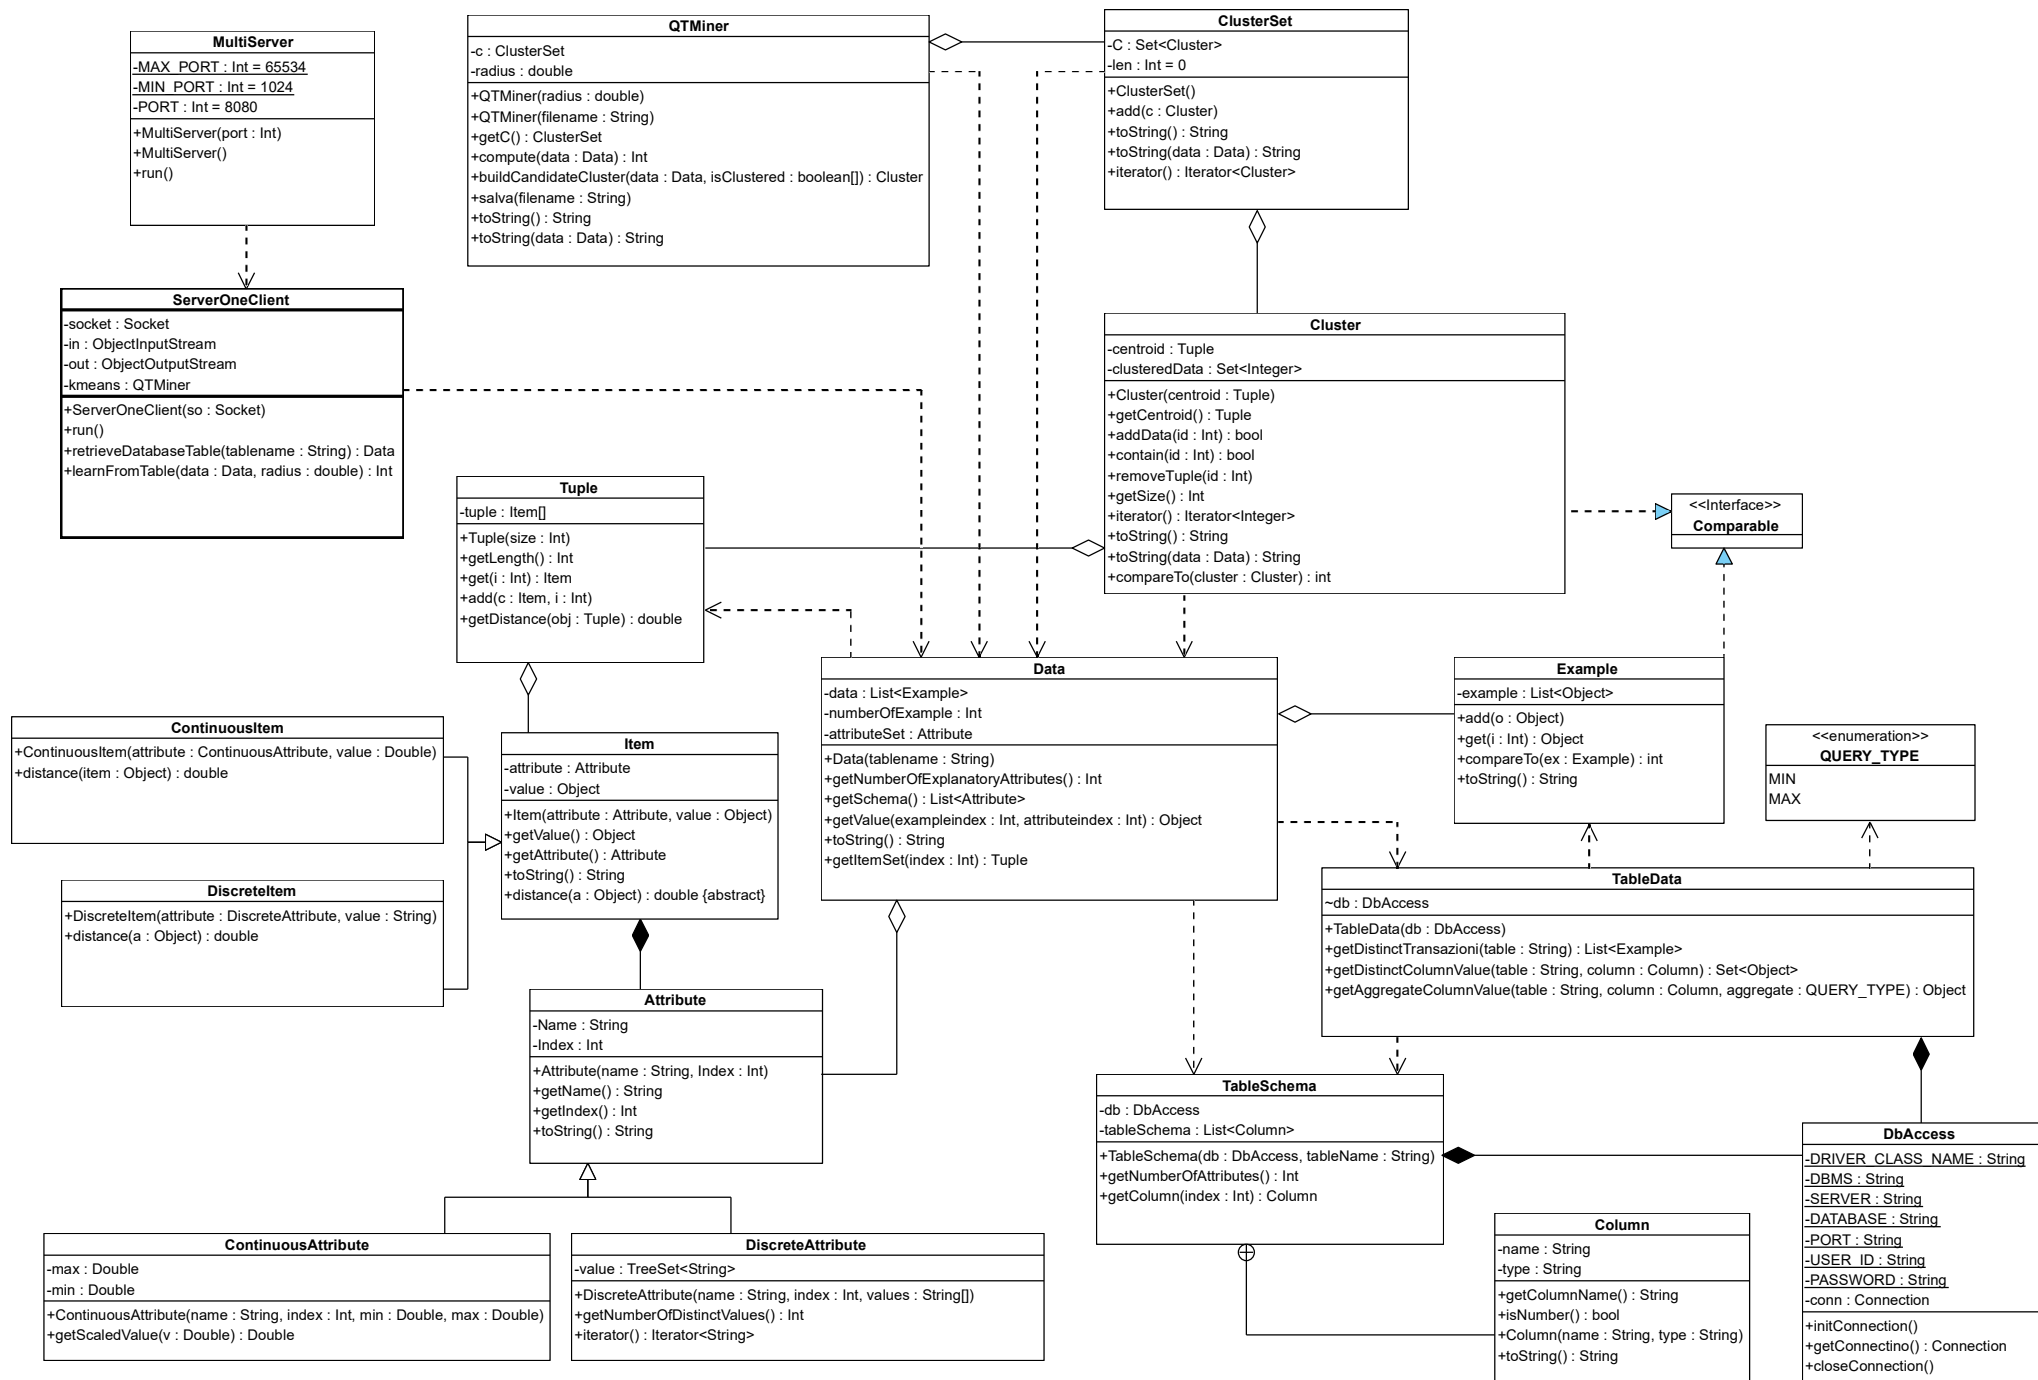 MultiServer
-MAX_PORT : Int = 65534
-MIN_PORT : Int = 1024
-PORT : Int = 8080
+MultiServer(port : Int)
+MultiServer()
+run()
QTMiner
-c : ClusterSet
-radius : double
+QTMiner(radius : double)
+QTMiner(filename : String)
+getC() : ClusterSet
+compute(data : Data) : Int
+buildCandidateCluster(data : Data, isClustered : boolean[]) : Cluster
+salva(filename : String)
+toString() : String
+toString(data : Data) : String
ClusterSet
-C : Set<Cluster>
-len : Int = 0
+ClusterSet()
+add(c : Cluster)
+toString() : String
+toString(data : Data) : String
+iterator() : Iterator<Cluster>
ServerOneClient
-socket : Socket
-in : ObjectInputStream
-out : ObjectOutputStream
-kmeans : QTMiner
+ServerOneClient(so : Socket)
+run()
+retrieveDatabaseTable(tablename : String) : Data
+learnFromTable(data : Data, radius : double) : Int
Cluster
-centroid : Tuple
-clusteredData : Set<Integer>
+Cluster(centroid : Tuple)
+getCentroid() : Tuple
+addData(id : Int) : bool
+contain(id : Int) : bool
+removeTuple(id : Int)
+getSize() : Int
+iterator() : Iterator<Integer>
+toString() : String
+toString(data : Data) : String
+compareTo(cluster : Cluster) : int
Tuple
-tuple : Item[]
+Tuple(size : Int)
+getLength() : Int
+get(i : Int) : Item
+add(c : Item, i : Int)
+getDistance(obj : Tuple) : double
<<Interface>>
Comparable
Data
-data : List<Example>
-numberOfExample : Int
-attributeSet : Attribute
+Data(tablename : String)
+getNumberOfExplanatoryAttributes() : Int
+getSchema() : List<Attribute>
+getValue(exampleindex : Int, attributeindex : Int) : Object
+toString() : String
+getItemSet(index : Int) : Tuple
Example
-example : List<Object>
+add(o : Object)
+get(i : Int) : Object
+compareTo(ex : Example) : int
+toString() : String
<<enumeration>>
QUERY_TYPE
MIN
MAX
ContinuousItem
+ContinuousItem(attribute : ContinuousAttribute, value : Double)
+distance(item : Object) : double
Item
-attribute : Attribute
-value : Object
+Item(attribute : Attribute, value : Object)
+getValue() : Object
+getAttribute() : Attribute
+toString() : String
+distance(a : Object) : double {abstract}
DiscreteItem
+DiscreteItem(attribute : DiscreteAttribute, value : String)
+distance(a : Object) : double
TableData
~db : DbAccess
+TableData(db : DbAccess)
+getDistinctTransazioni(table : String) : List<Example>
+getDistinctColumnValue(table : String, column : Column) : Set<Object>
+getAggregateColumnValue(table : String, column : Column, aggregate : QUERY_TYPE) : Object
Attribute
-Name : String
-Index : Int
+Attribute(name : String, Index : Int)
+getName() : String
+getIndex() : Int
+toString() : String
TableSchema
-db : DbAccess
-tableSchema : List<Column>
+TableSchema(db : DbAccess, tableName : String)
+getNumberOfAttributes() : Int
+getColumn(index : Int) : Column
DbAccess
-DRIVER_CLASS_NAME : String
-DBMS : String
-SERVER : String
-DATABASE : String
-PORT : String
-USER_ID : String
-PASSWORD : String
-conn : Connection
+initConnection()
+getConnectino() : Connection
+closeConnection()
Column
-name : String
-type : String
+getColumnName() : String
+isNumber() : bool
+Column(name : String, type : String)
+toString() : String
ContinuousAttribute
-max : Double
-min : Double
+ContinuousAttribute(name : String, index : Int, min : Double, max : Double)
+getScaledValue(v : Double) : Double
DiscreteAttribute
-value : TreeSet<String>
+DiscreteAttribute(name : String, index : Int, values : String[])
+getNumberOfDistinctValues() : Int
+iterator() : Iterator<String>